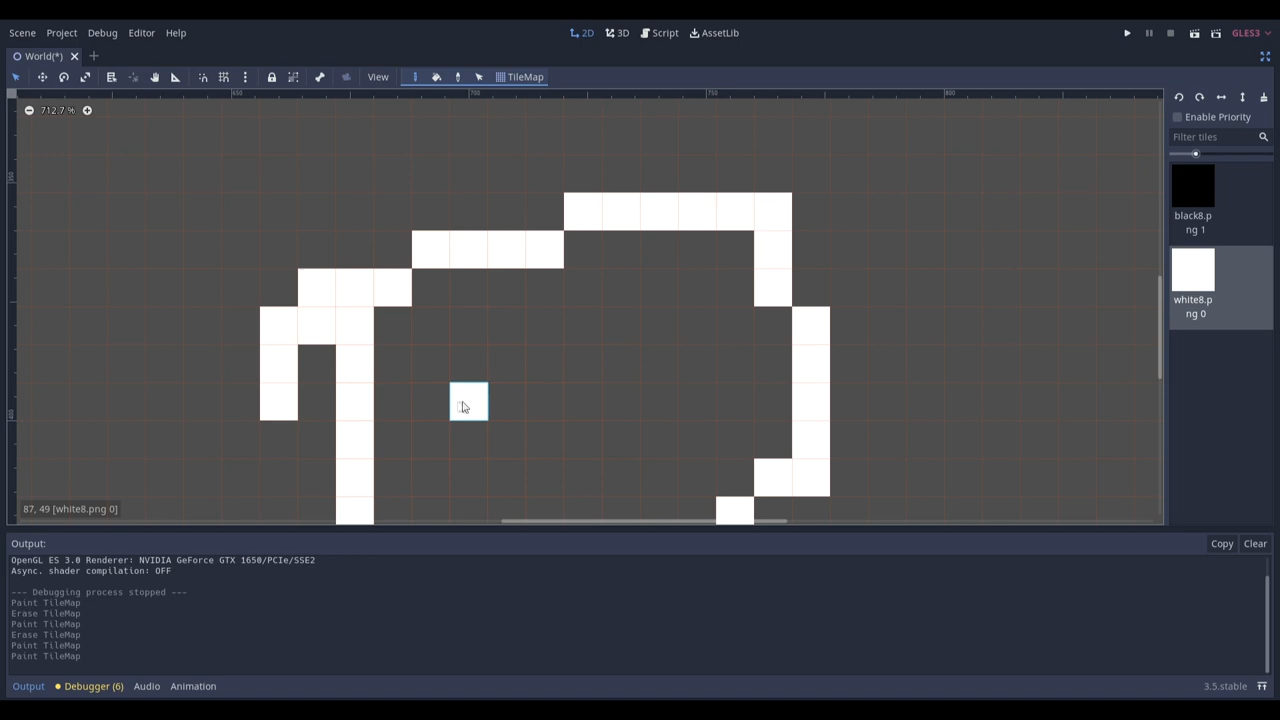 Scene Project Debug Editor Help
2D 3D Script AssetLib
GLES3
World(*)
View
TileMap
650 700 750 800
712.7 %
350
400
87, 49 [white8.png 0]
Enable Priority
Filter tiles
black8.p
ng 1
white8.p
ng 0
Output:
Copy Clear
OpenGL ES 3.0 Renderer: NVIDIA GeForce GTX 1650/PCIe/SSE2
Async. shader compilation: OFF
--- Debugging process stopped ---
Paint TileMap
Erase TileMap
Paint TileMap
Erase TileMap
Paint TileMap
Paint TileMap
Output Debugger (6) Audio Animation
3.5.stable